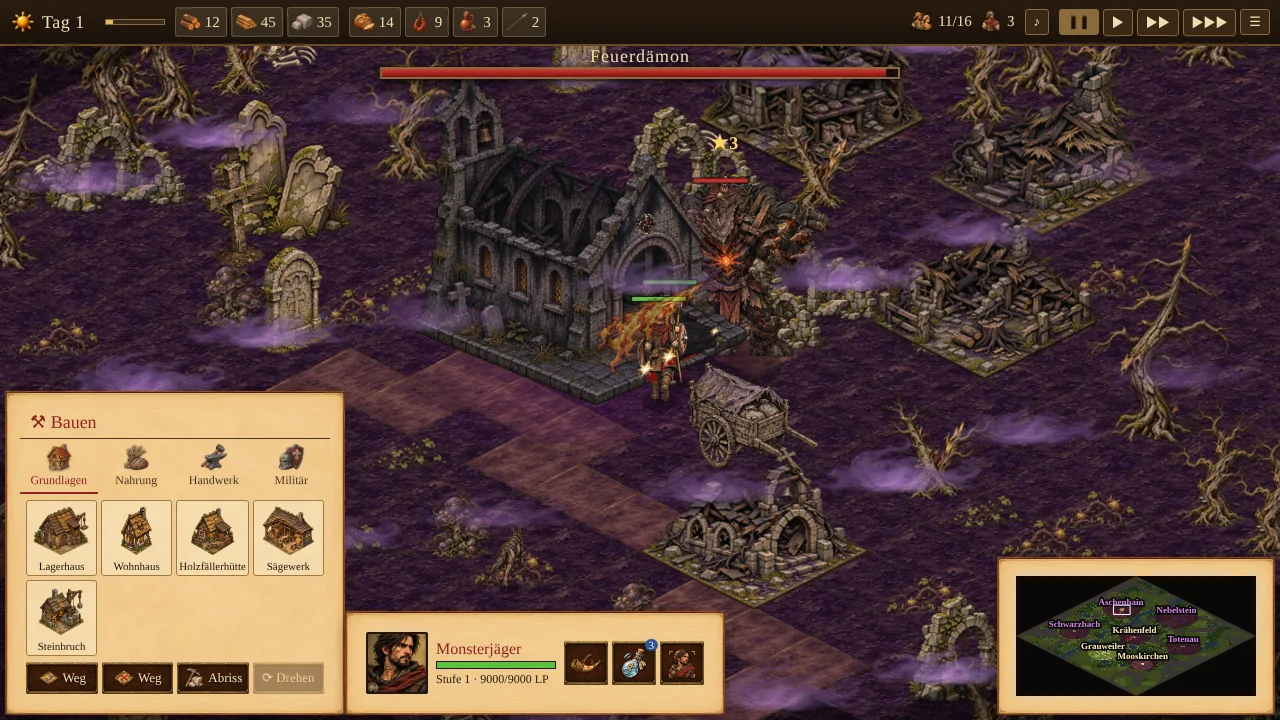 Tag 1
12
45
35
14
9
3
2
11/16
3
Feuerdämon
3
Bauen
Grundlagen
Nahrung
Handwerk
Militär
Lagerhaus
Wohnhaus
Holzfällerhütte
Sägewerk
Steinbruch
Weg
Weg
Abriss
Drehen
Monsterjäger
Stufe 1 · 9000/9000 LP
3
Aschenhain
Nebelstein
Schwarzbach
Krähenfeld
Totenau
Grauweiler
Mooskirchen